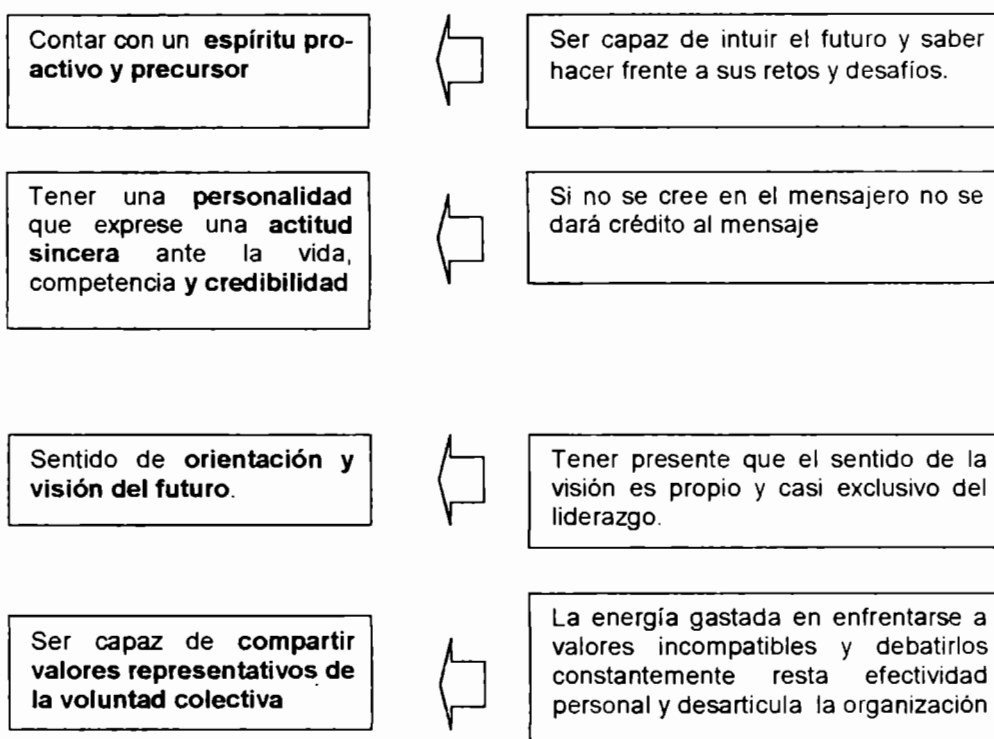 Contar con un espíritu pro-
activo y precursor
Ser capaz de intuir el futuro y saber
hacer frente a sus retos y desafíos.
Tener una personalidad
que exprese una actitud
sincera ante la vida,
competencia y credibilidad
Si no se cree en el mensajero no se
dará crédito al mensaje
Sentido de orientación y
visión del futuro.
Tener presente que el sentido de la
visión es propio y casi exclusivo del
liderazgo.
Ser capaz de compartir
valores representativos de
la voluntad colectiva
La energía gastada en enfrentarse a
valores incompatibles y debatirlos
constantemente resta efectividad
personal y desarticula la organización